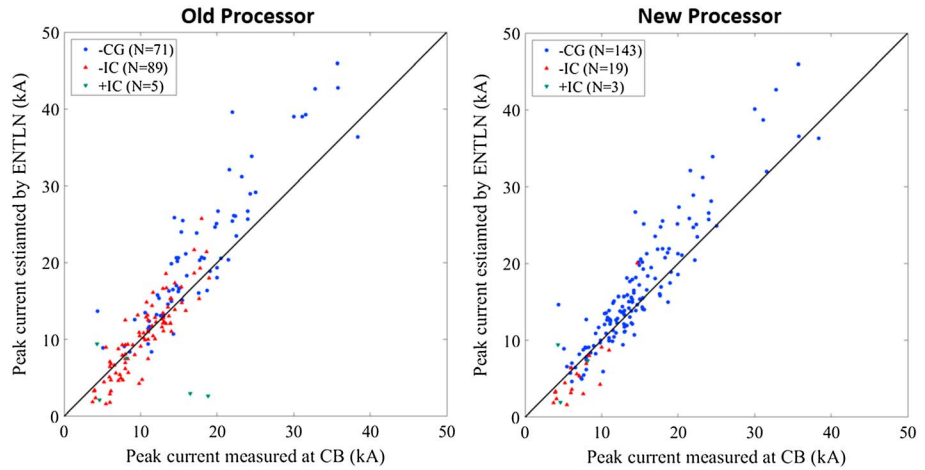 Old Processor
50
40
30
20
10
0
0 10 20 30 40 50
-CG (N=71)
-IC (N=89)
+IC (N=5)
Peak current estiamted by ENTLN (kA)
Peak current measured at CB (kA)
New Processor
50
40
30
20
10
0
0 10 20 30 40 50
-CG (N=143)
-IC (N=19)
+IC (N=3)
Peak current estiamted by ENTLN (kA)
Peak current measured at CB (kA)